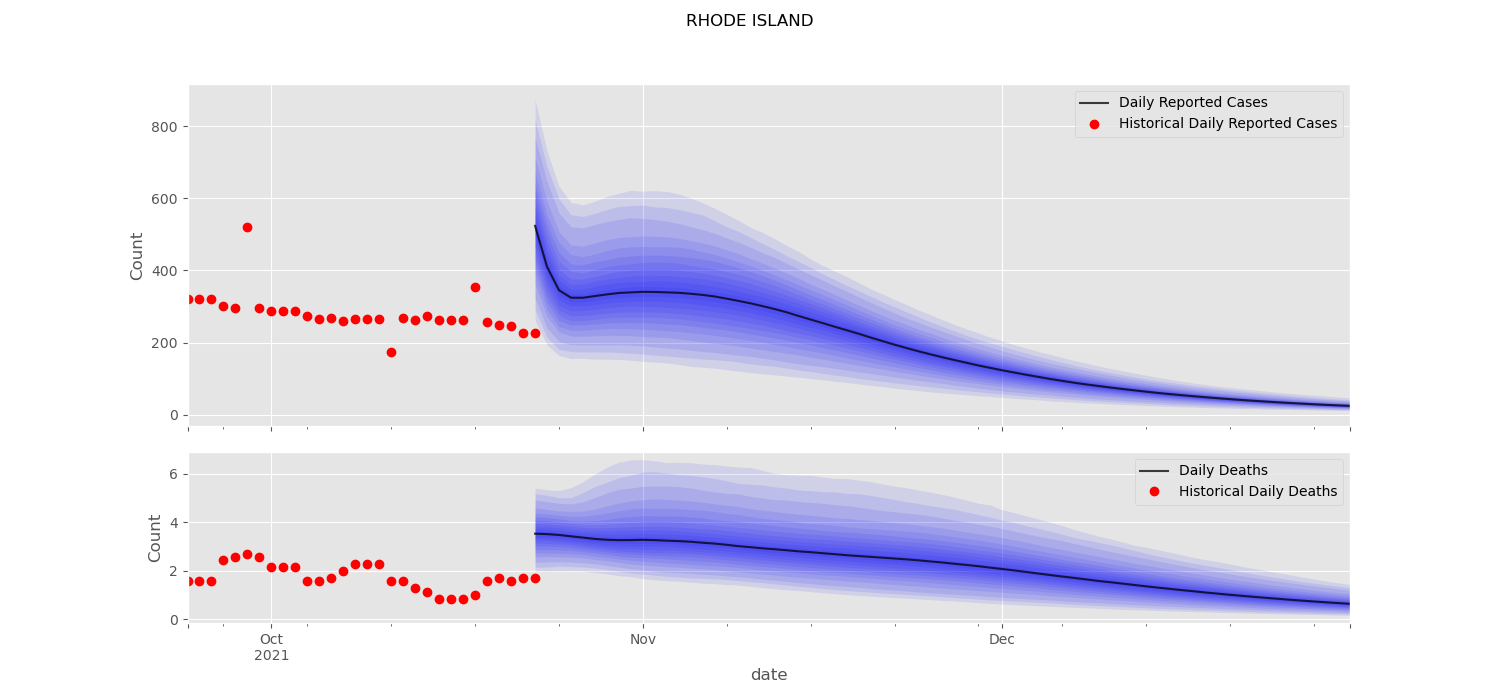 RHODE ISLAND
Daily Reported Cases
Historical Daily Reported Cases
800
600
400
200
0
Count
Daily Deaths
Historical Daily Deaths
6
4
2
0
Count
Oct
2021
Nov
Dec
date